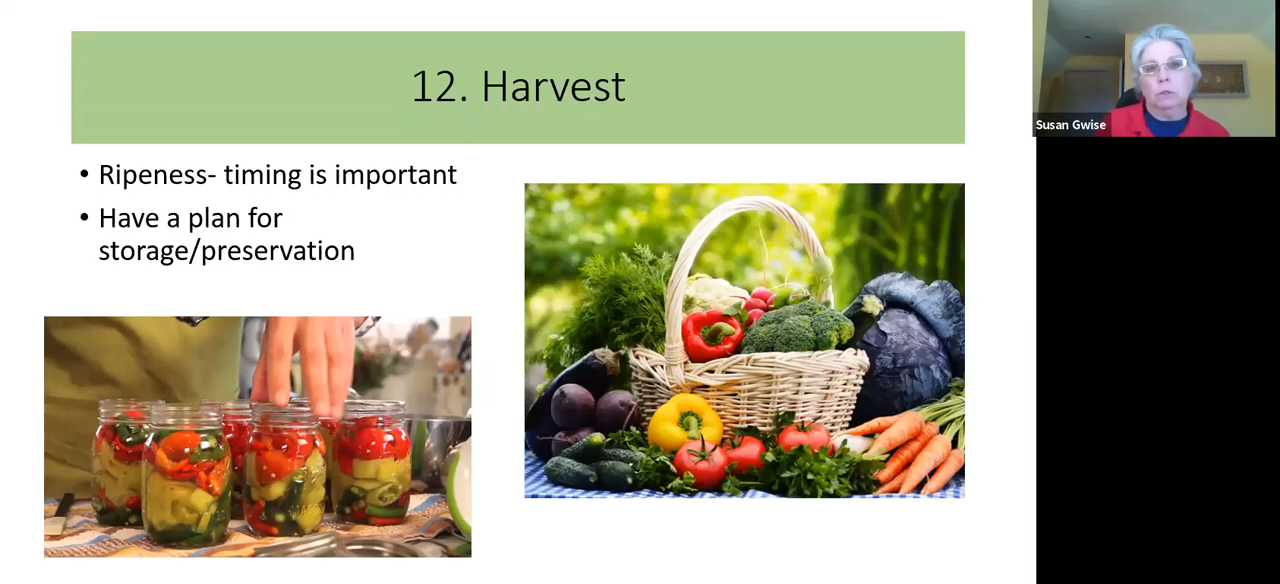 12. Harvest
• Ripeness- timing is important
• Have a plan for
storage/preservation
Susan Gwise